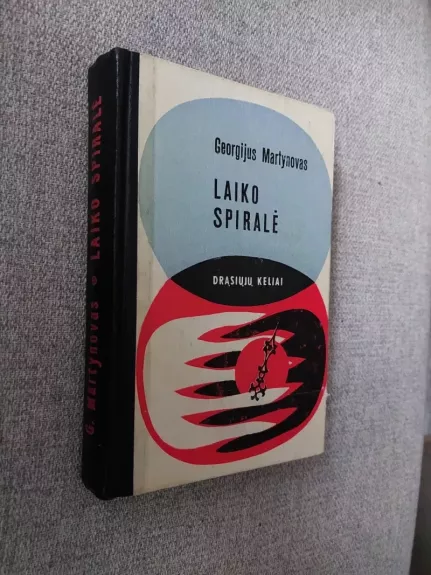 Georgijus Martynovas
LAIKO
SPIRALĖ
DRĄSIŲJŲ KELIAI
G. Martynovas LAIKO SPIRALĖ